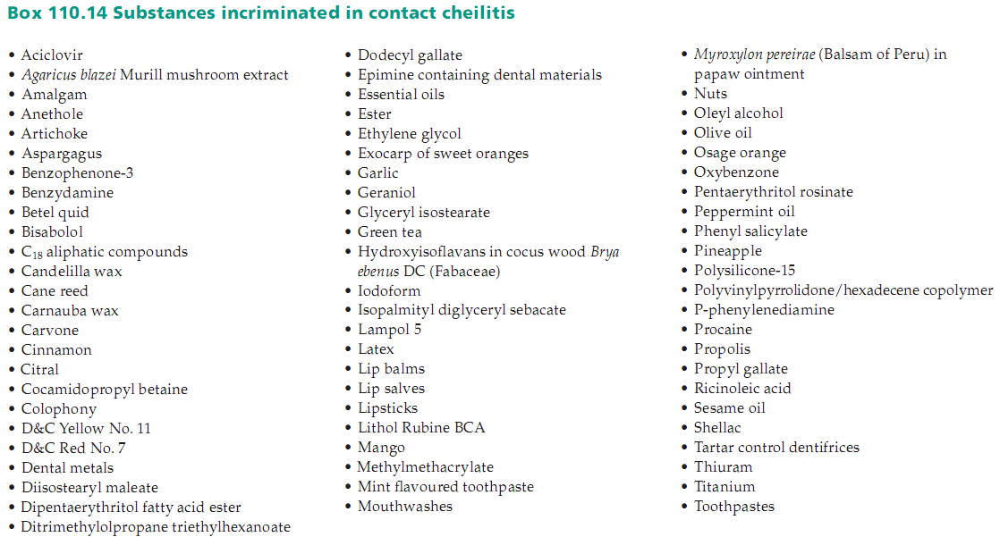 Box 110.14 Substances incriminated in contact cheilitis
• Aciclovir
• Agaricus blazei Murill mushroom extract
• Amalgam
• Anethole
• Artichoke
• Aspargagus
• Benzophenone-3
• Benzydamine
• Betel quid
• Bisabolol
• C18 aliphatic compounds
• Candelilla wax
• Cane reed
• Carnauba wax
• Carvone
• Cinnamon
• Citral
• Cocamidopropyl betaine
• Colophony
• D&C Yellow No. 11
• D&C Red No. 7
• Dental metals
• Diisostearyl maleate
• Dipentaerythritol fatty acid ester
• Ditrimethylolpropane triethylhexanoate
• Dodecyl gallate
• Epimine containing dental materials
• Essential oils
• Ester
• Ethylene glycol
• Exocarp of sweet oranges
• Garlic
• Geraniol
• Glyceryl isostearate
• Green tea
• Hydroxyisoflavans in cocus wood Brya
ebenus DC (Fabaceae)
• Iodoform
• Isopalmityl diglyceryl sebacate
• Lampol 5
• Latex
• Lip balms
• Lip salves
• Lipsticks
• Lithol Rubine BCA
• Mango
• Methylmethacrylate
• Mint flavoured toothpaste
• Mouthwashes
• Myroxylon pereirae (Balsam of Peru) in
papaw ointment
• Nuts
• Oleyl alcohol
• Olive oil
• Osage orange
• Oxybenzone
• Pentaerythritol rosinate
• Peppermint oil
• Phenyl salicylate
• Pineapple
• Polysilicone-15
• Polyvinylpyrrolidone/hexadecene copolymer
• P-phenylenediamine
• Procaine
• Propolis
• Propyl gallate
• Ricinoleic acid
• Sesame oil
• Shellac
• Tartar control dentifrices
• Thiuram
• Titanium
• Toothpastes